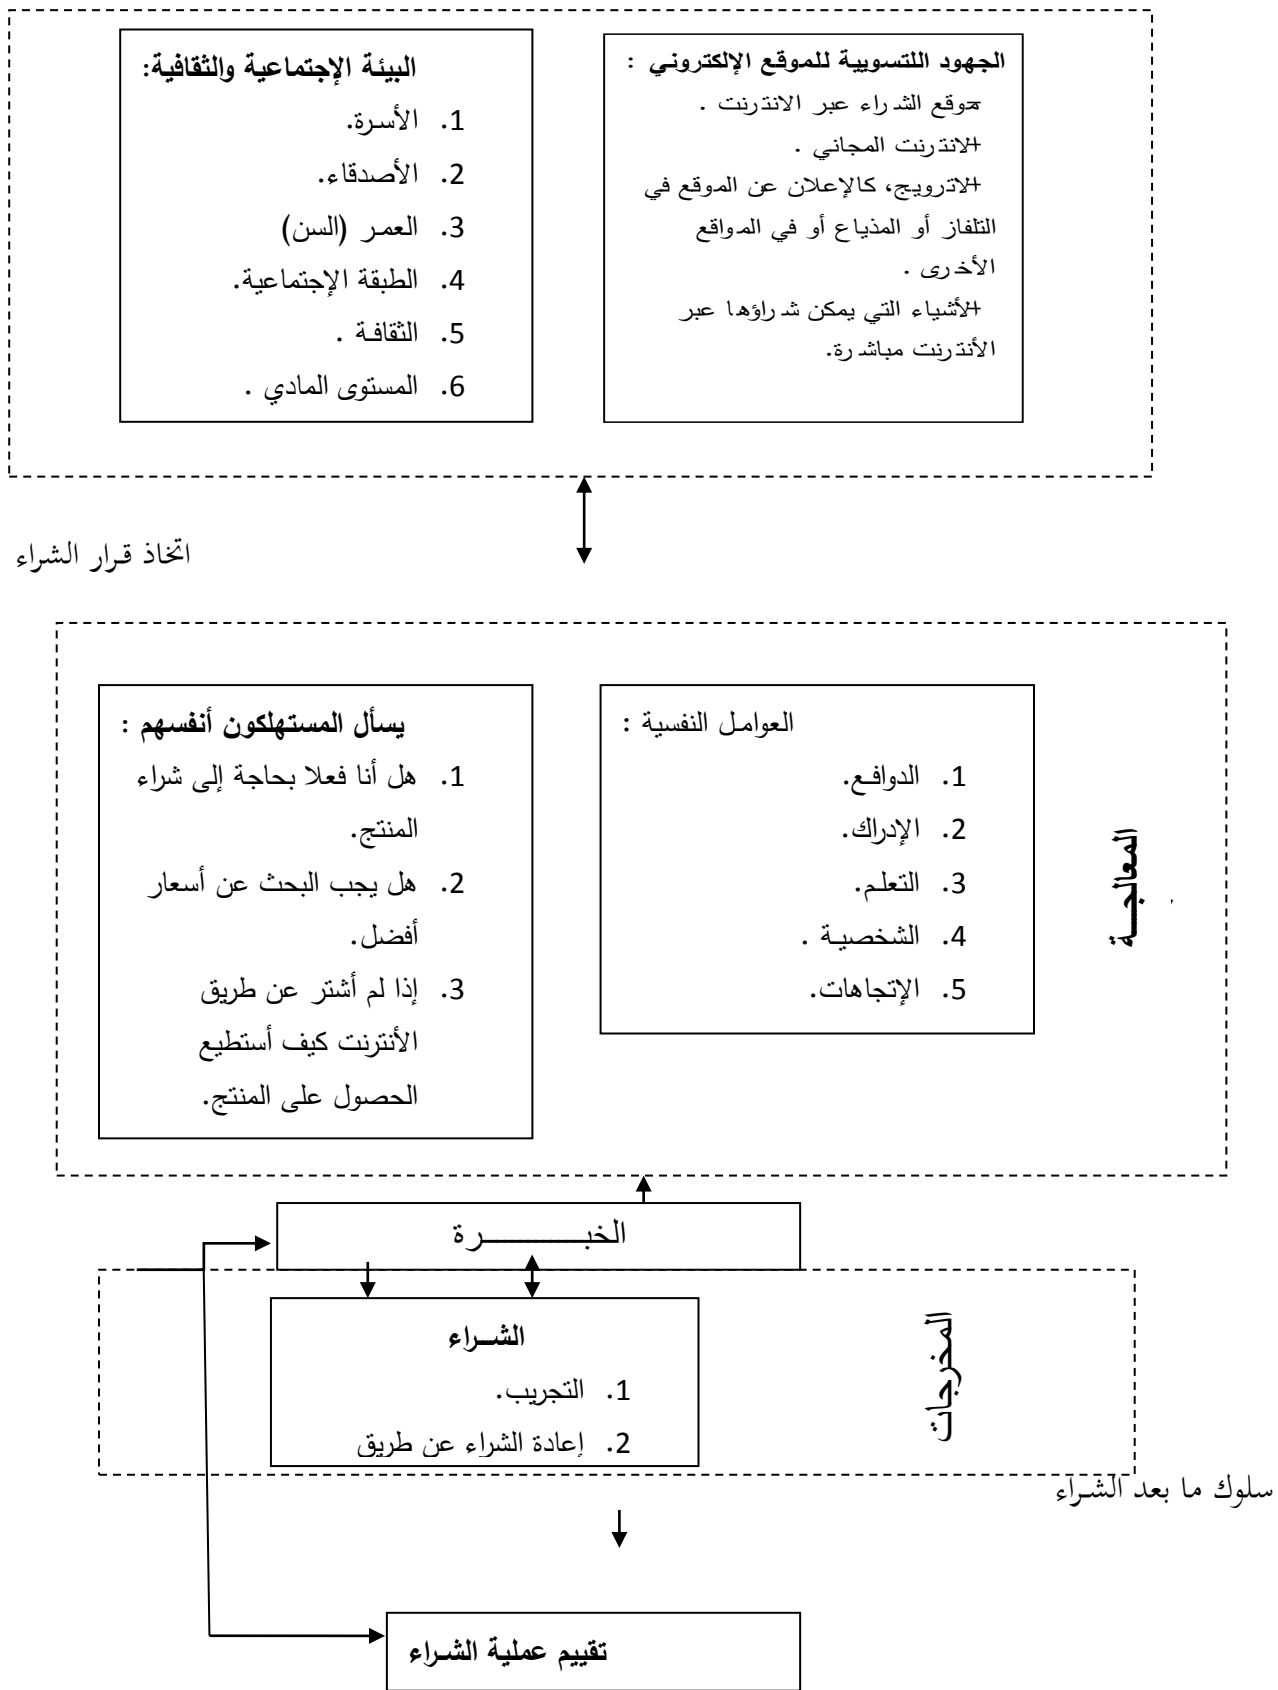 الجهود اللتسوبية للموقع الإلكتروني :
موقع الشراء عبر الانترنت .
الانترنت المجاني .
الاترويج، كالإعلان عن الموقع في
التلفاز أو المذياع أو في المواقع
الأخرى .
الأشياء التي يمكن شراؤها عبر
الأنترنت مباشرة.
البيئة الإجتماعية والثقافية:
1. الأسرة.
2. الأصدقاء.
3. العمر (السن)
4. الطبقة الإجتماعية.
5. الثقافة .
6. المستوى المادي .
اتخاذ قرار الشراء
المعالجة
العوامل النفسية :
1. الدوافع.
2. الإدراك.
3. التعلم.
4. الشخصية .
5. الإتجاهات.
يسأل المستهلكون أنفسهم :
1. هل أنا فعلا بحاجة إلى شراء
المنتج.
2. هل يجب البحث عن أسعار
أفضل.
3. إذا لم أشتر عن طريق
الأنترنت كيف أستطيع
الحصول على المنتج.
الخبــــــــرة
المخرجات
الشــراء
1. التجريب.
2. إعادة الشراء عن طريق
سلوك ما بعد الشراء
تقييم عملية الشراء